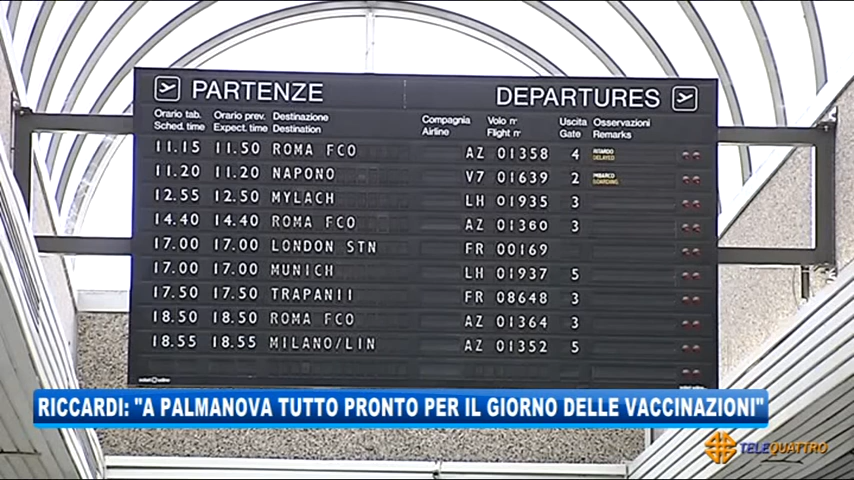 PARTENZE DEPARTURES
Orario tab. Orario prev. Destinazione Compagnia Volo n° Uscita Osservazioni
Sched. time Expect. time Destination Airline Flight n° Gate Remarks
11.15 11.50 ROMA FCO AZ 01358 4 RITARDO
DELAYED
11.20 11.20 NAPONO V7 01639 2 IMBARCO
BOARDING
12.55 12.50 MYLACH LH 01935 3
14.40 14.40 ROMA FCO AZ 01360 3
17.00 17.00 LONDON STN FR 00169
17.00 17.00 MUNICH LH 01937 5
17.50 17.50 TRAPANII FR 08648 3
18.50 18.50 ROMA FCO AZ 01364 3
18.55 18.55 MILANO/LIN AZ 01352 5
RICCARDI: "A PALMANOVA TUTTO PRONTO PER IL GIORNO DELLE VACCINAZIONI"
TELEQUATTRO